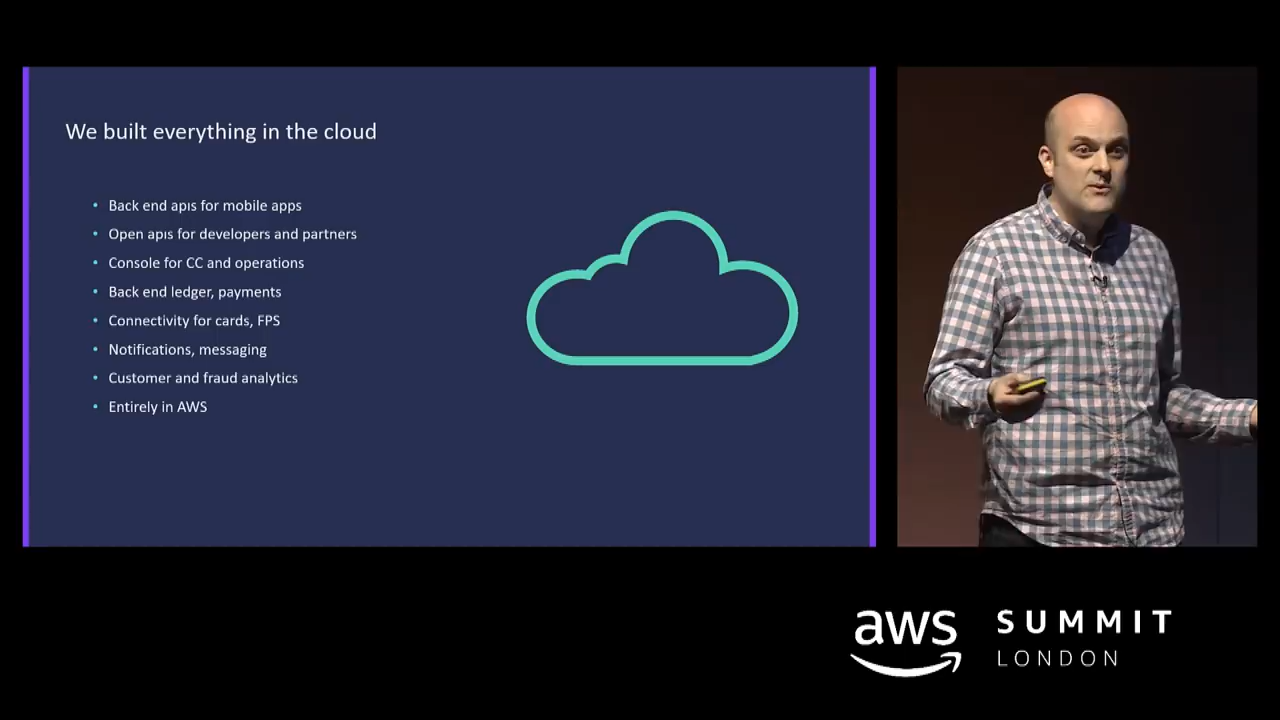 We built everything in the cloud
• Back end apis for mobile apps
• Open apis for developers and partners
• Console for CC and operations
• Back end ledger, payments
• Connectivity for cards, FPS
• Notifications, messaging
• Customer and fraud analytics
• Entirely in AWS
aws
SUMMIT
LONDON